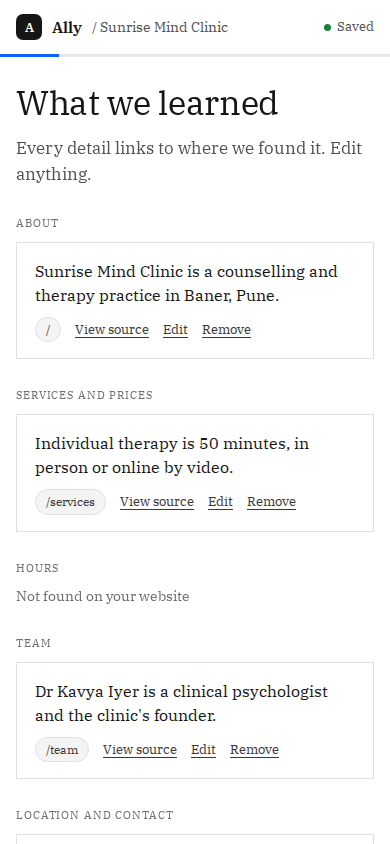 A Ally / Sunrise Mind Clinic Saved
What we learned
Every detail links to where we found it. Edit
anything.
ABOUT
Sunrise Mind Clinic is a counselling and
therapy practice in Baner, Pune.
/ View source Edit Remove
SERVICES AND PRICES
Individual therapy is 50 minutes, in
person or online by video.
/services View source Edit Remove
HOURS
Not found on your website
TEAM
Dr Kavya Iyer is a clinical psychologist
and the clinic's founder.
/team View source Edit Remove
LOCATION AND CONTACT